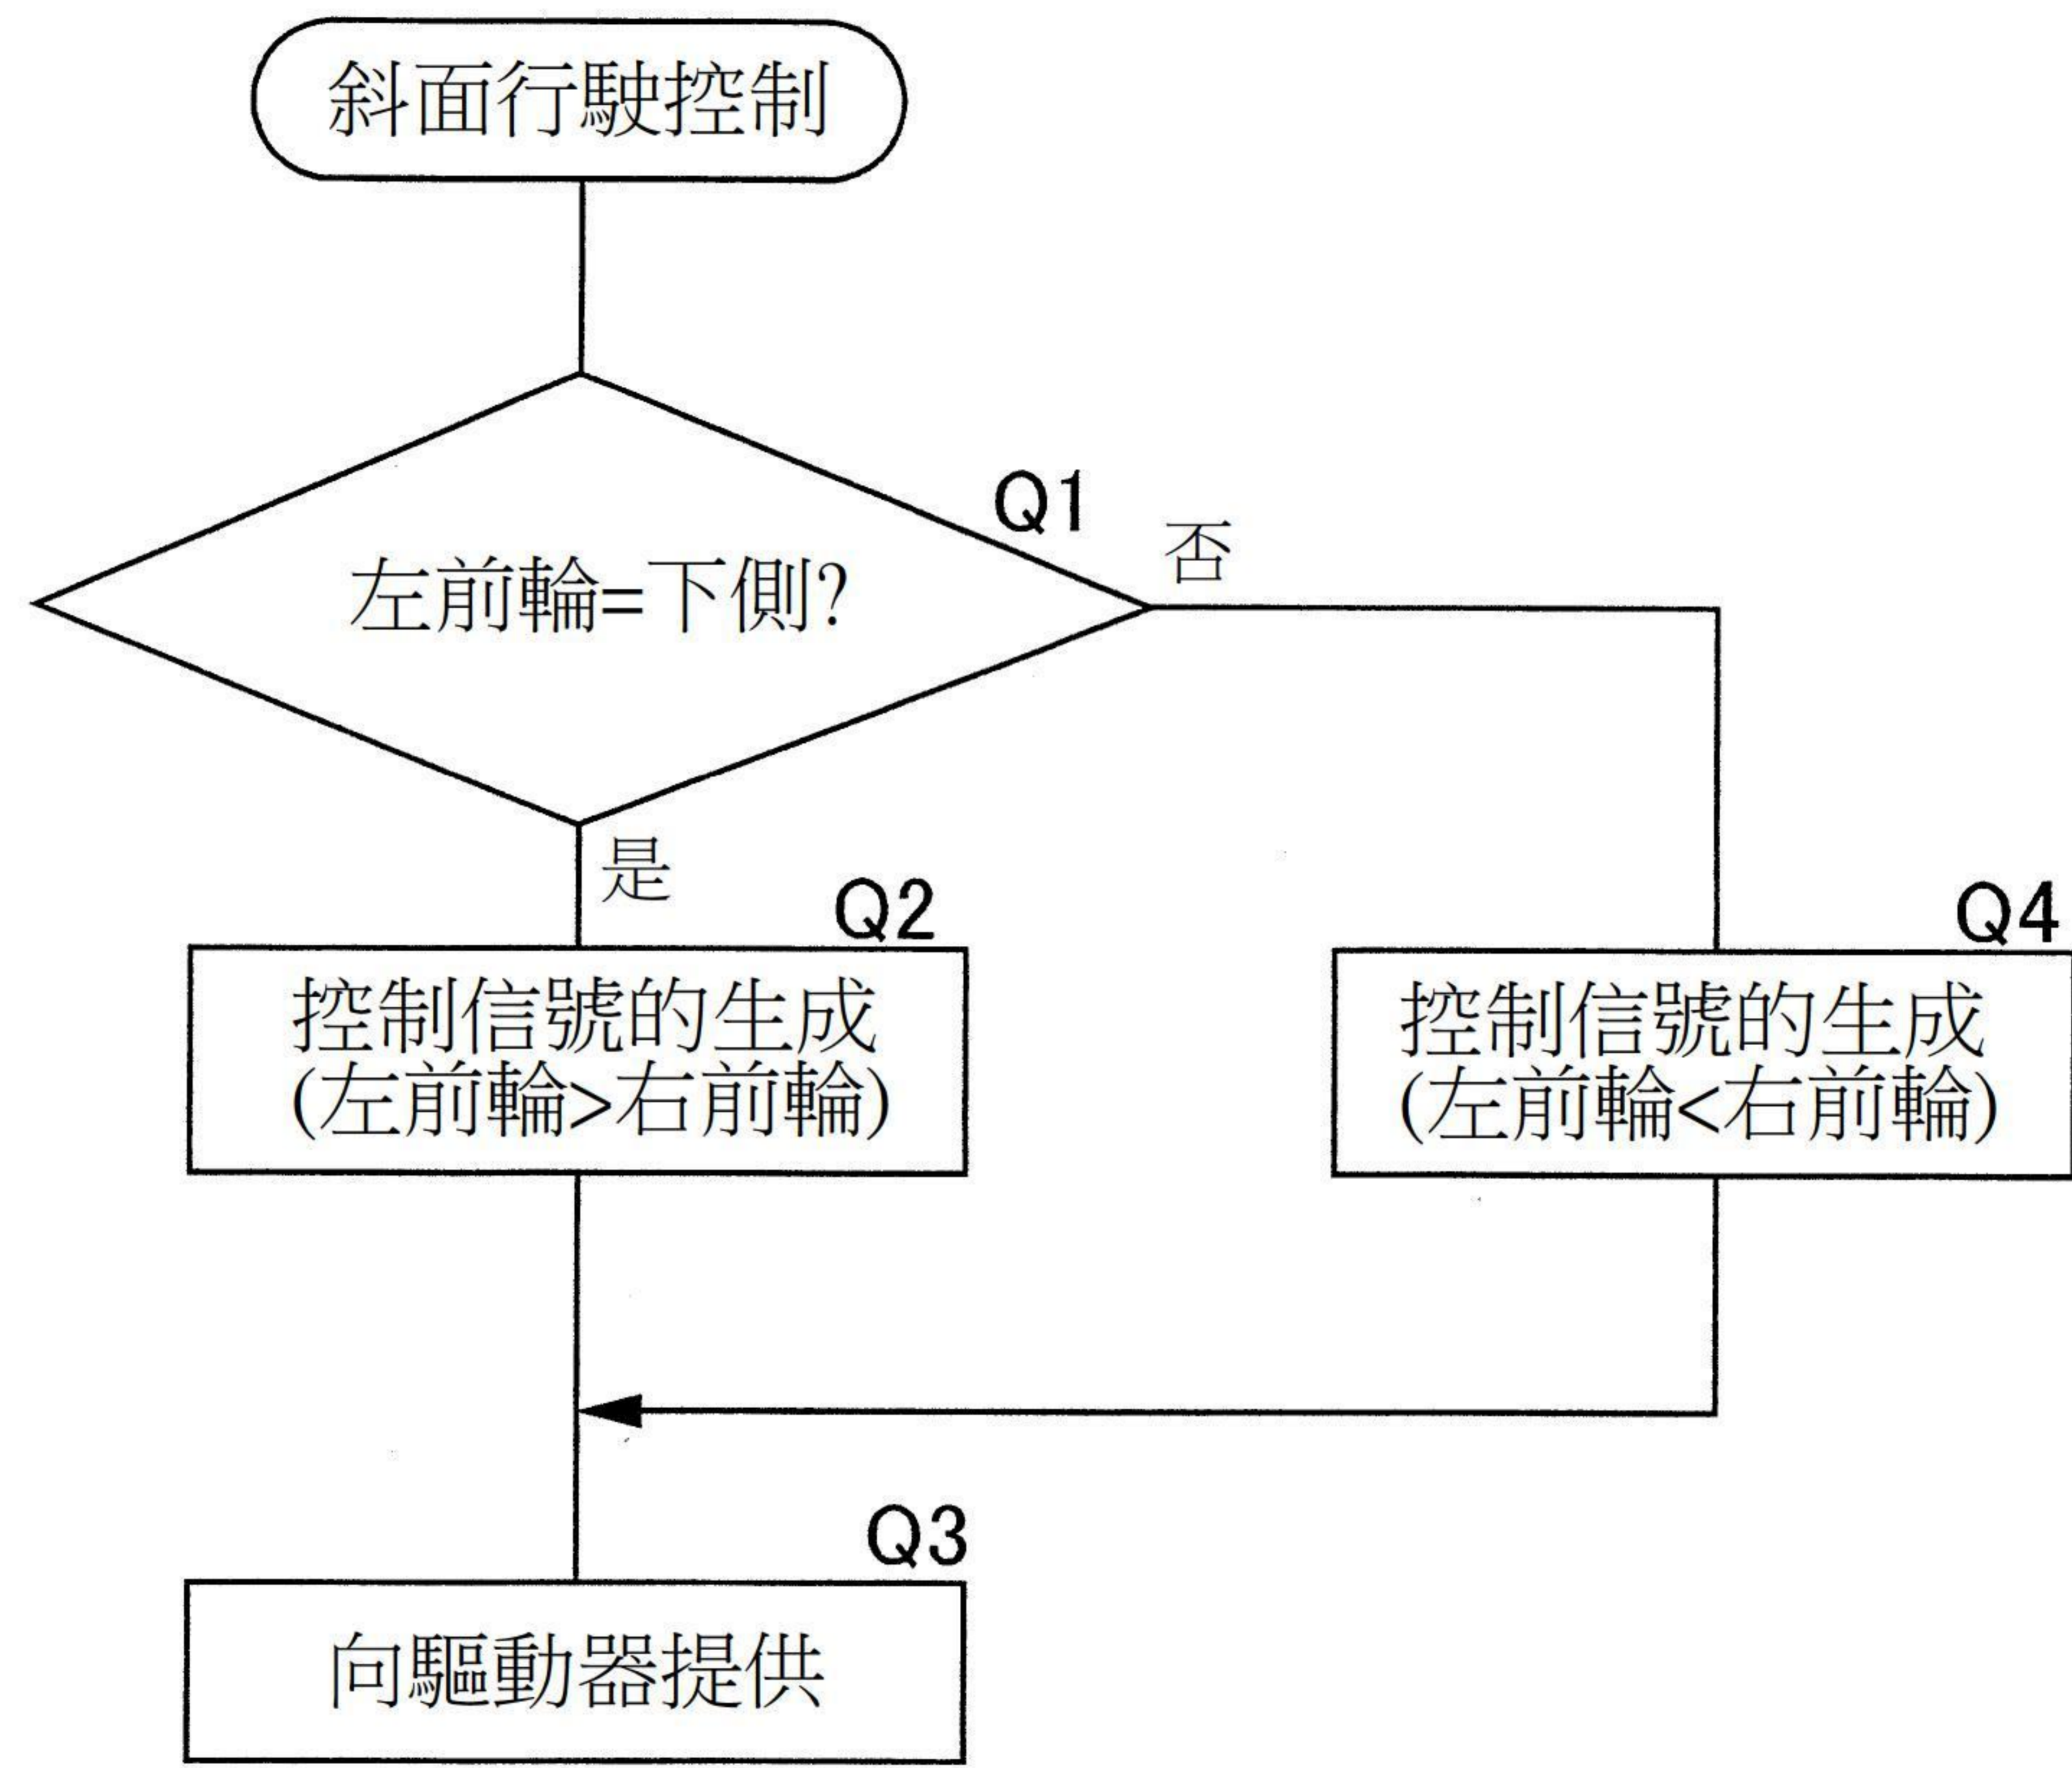 斜面行駛控制
Q1
左前輪=下側?
否
是
Q2
控制信號的生成
(左前輪>右前輪)
Q4
控制信號的生成
(左前輪<右前輪)
Q3
向驅動器提供